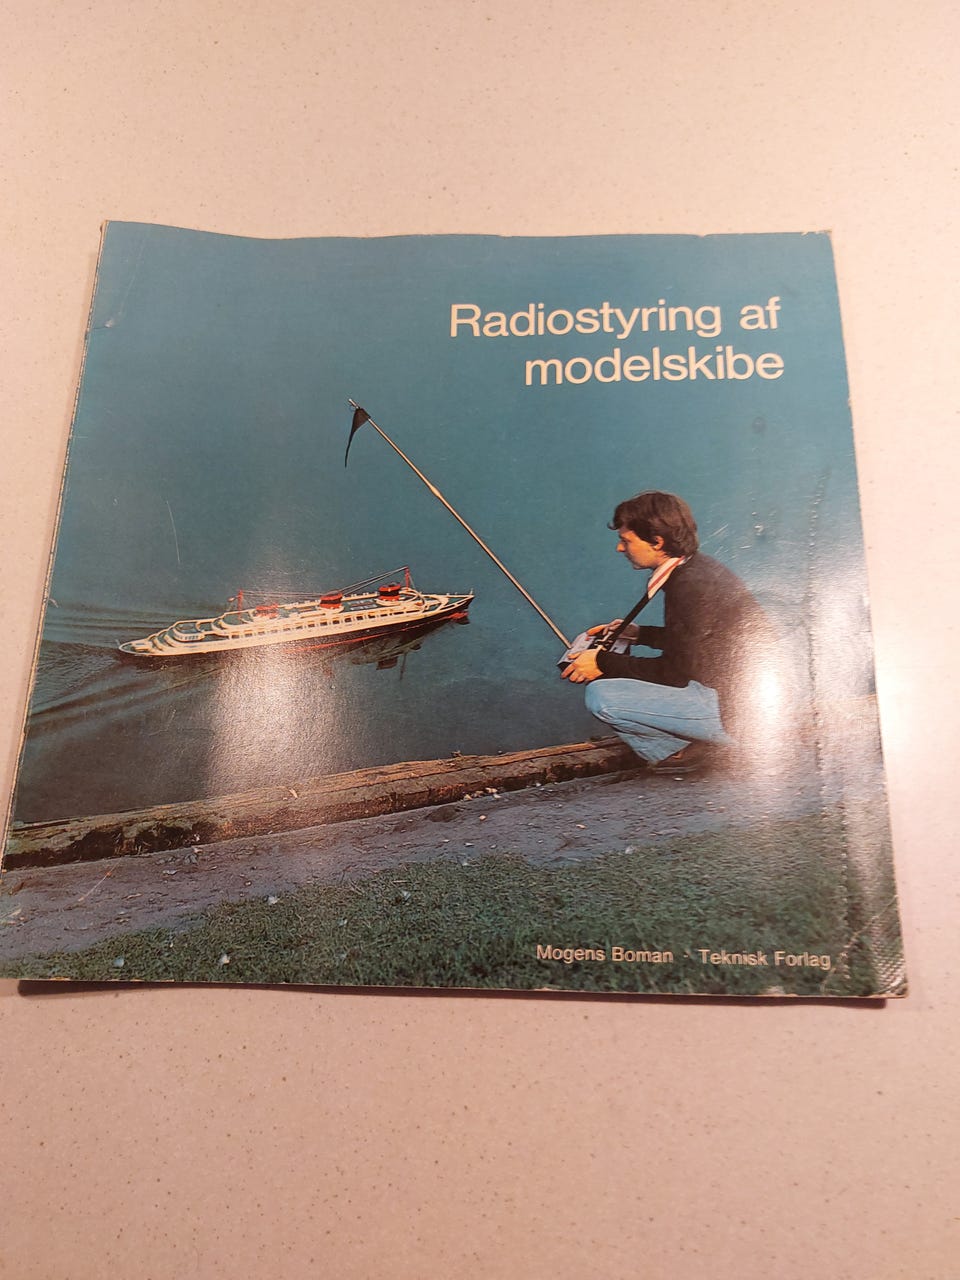 Radiostyring af
modelskibe
Mogens Boman · Teknisk Forlag